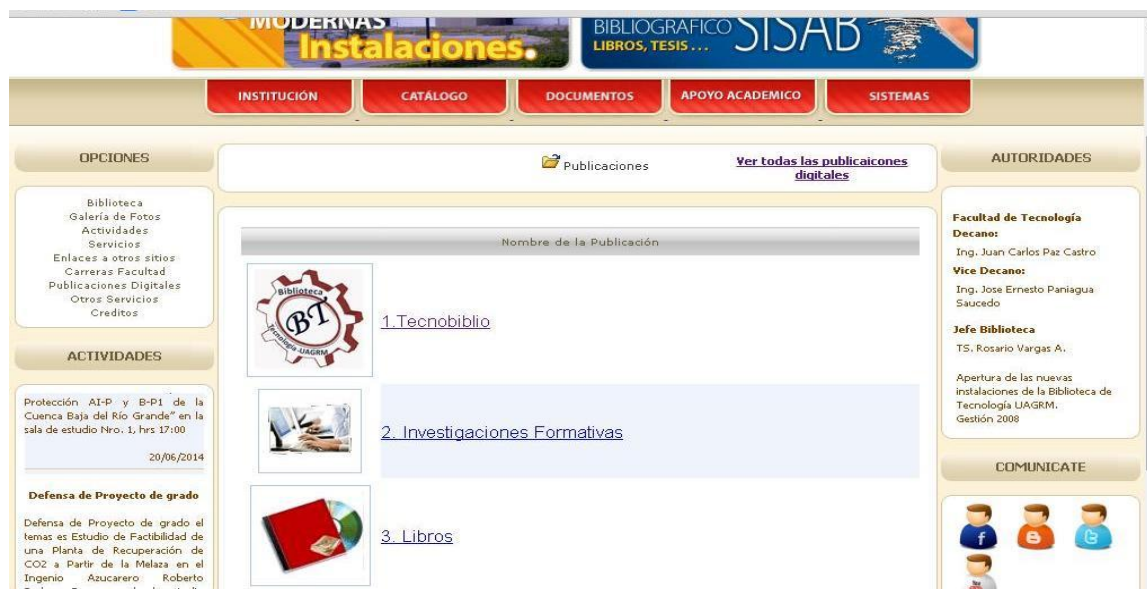 MODERNAS
Instalaciones.
BIBLIOGRAFICO
LIBROS, TESIS ...
SISAB
INSTITUCIÓN
CATÁLOGO
DOCUMENTOS
APOYO ACADEMICO
SISTEMAS
OPCIONES
Biblioteca
Galería de Fotos
Actividades
Servicios
Enlaces a otros sitios
Carreras Facultad
Publicaciones Digitales
Otros Servicios
Creditos
ACTIVIDADES
Protección AI-P y B-P1 de la
Cuenca Baja del Río Grande" en la
sala de estudio Nro. 1, hrs 17:00
20/06/2014
Defensa de Proyecto de grado
Defensa de Proyecto de grado el
temas es Estudio de Factibilidad de
una Planta de Recuperación de
CO2 a Partir de la Melaza en el
Ingenio Azucarero Roberto
Publicaciones
Ver todas las publicaicones
digitales
Nombre de la Publicación
Biblioteca
BT
Tecnología-UAGRM
1.Tecnobiblio
2. Investigaciones Formativas
3. Libros
AUTORIDADES
Facultad de Tecnología
Decano:
Ing. Juan Carlos Paz Castro
Vice Decano:
Ing. Jose Ernesto Paniagua
Saucedo
Jefe Biblioteca
TS. Rosario Vargas A.
Apertura de las nuevas
instalaciones de la Biblioteca de
Tecnología UAGRM.
Gestión 2008
COMUNICATE